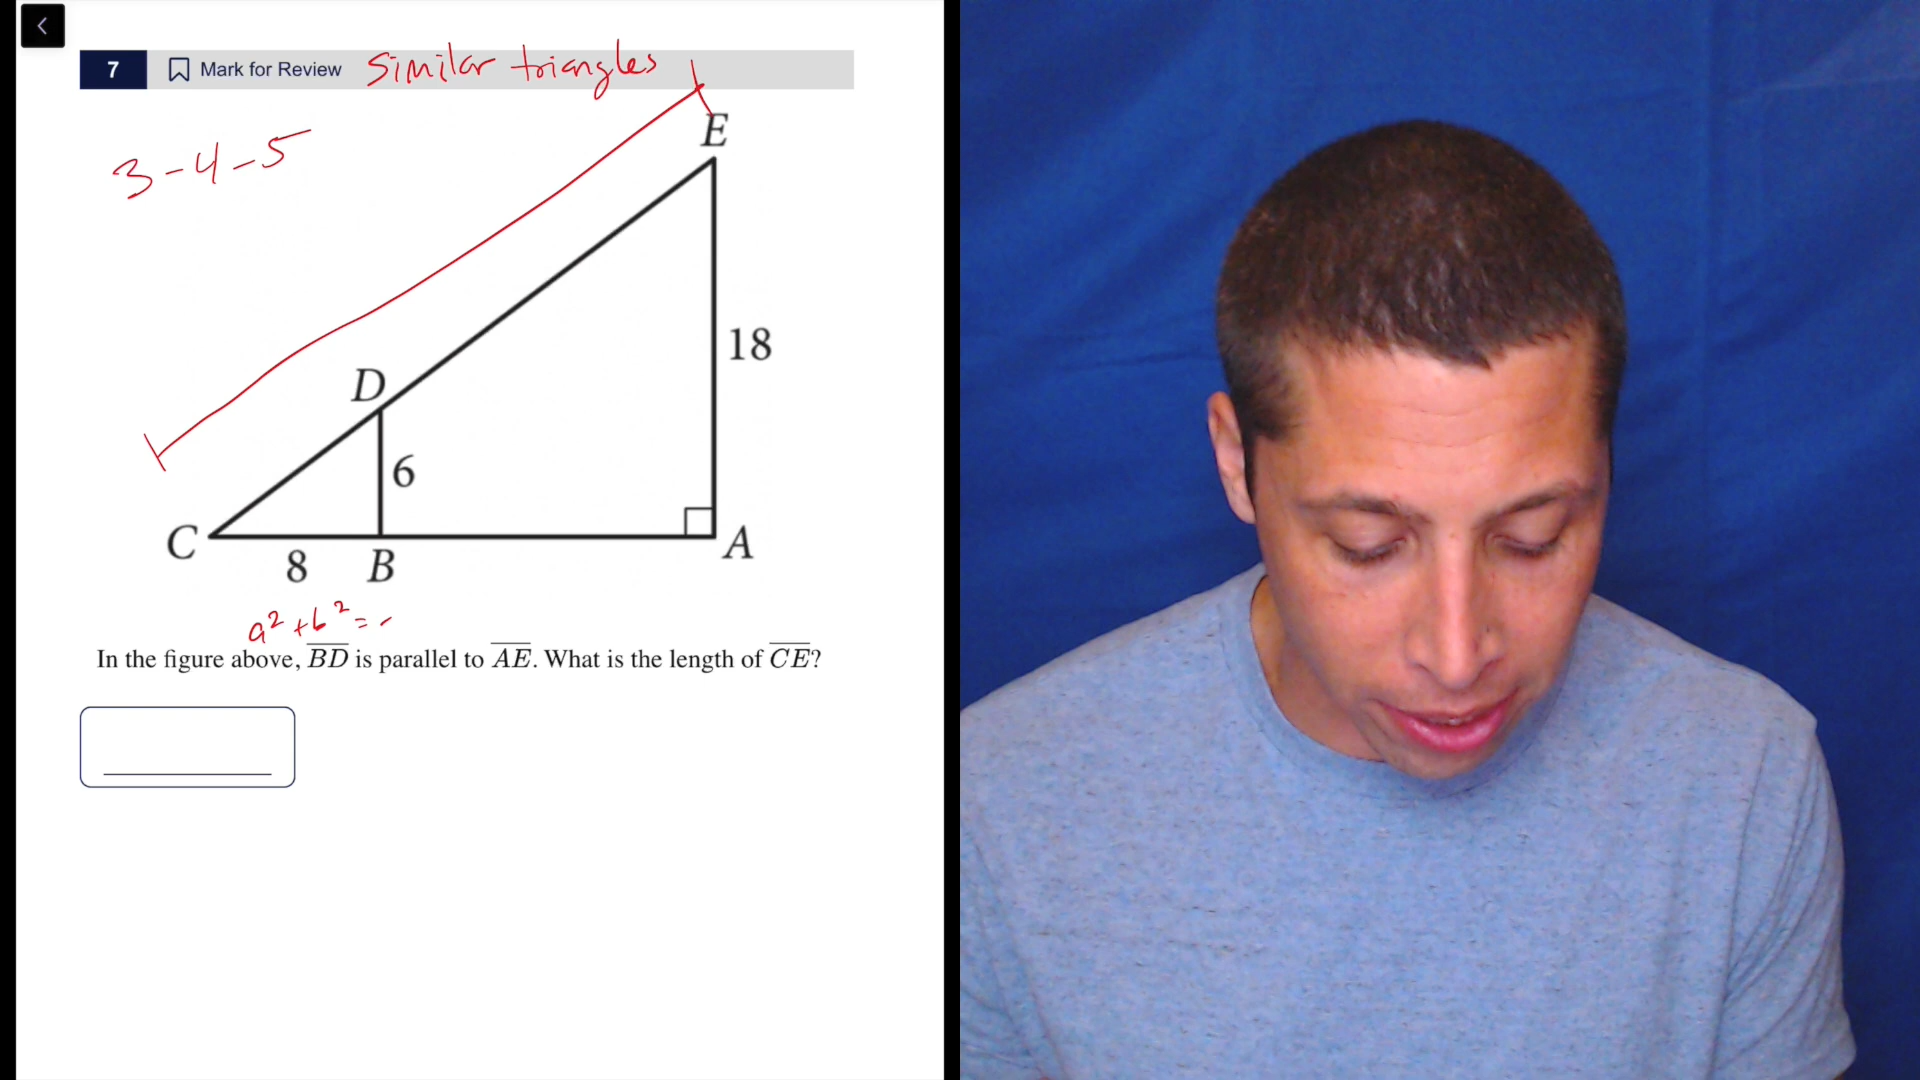 7 Mark for Review Similar triangles
3-4-5
E
18
D
6
C
A
8 B
a² + b² =
In the figure above, BD is parallel to AE. What is the length of CE?